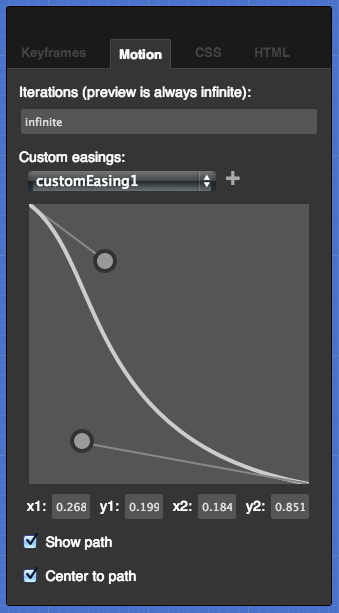 Keyframes Motion CSS HTML
Iterations (preview is always infinite):
infinite
Custom easings:
customEasing1 +
x1: 0.268 y1: 0.199 x2: 0.184 y2: 0.851
Show path
Center to path